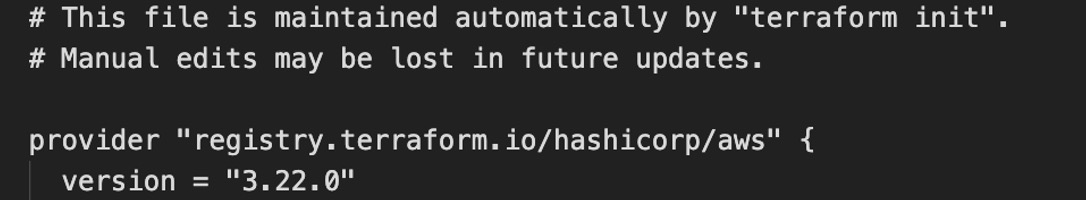 # This file is maintained automatically by "terraform init".
# Manual edits may be lost in future updates.
provider "registry.terraform.io/hashicorp/aws" {
version = "3.22.0"